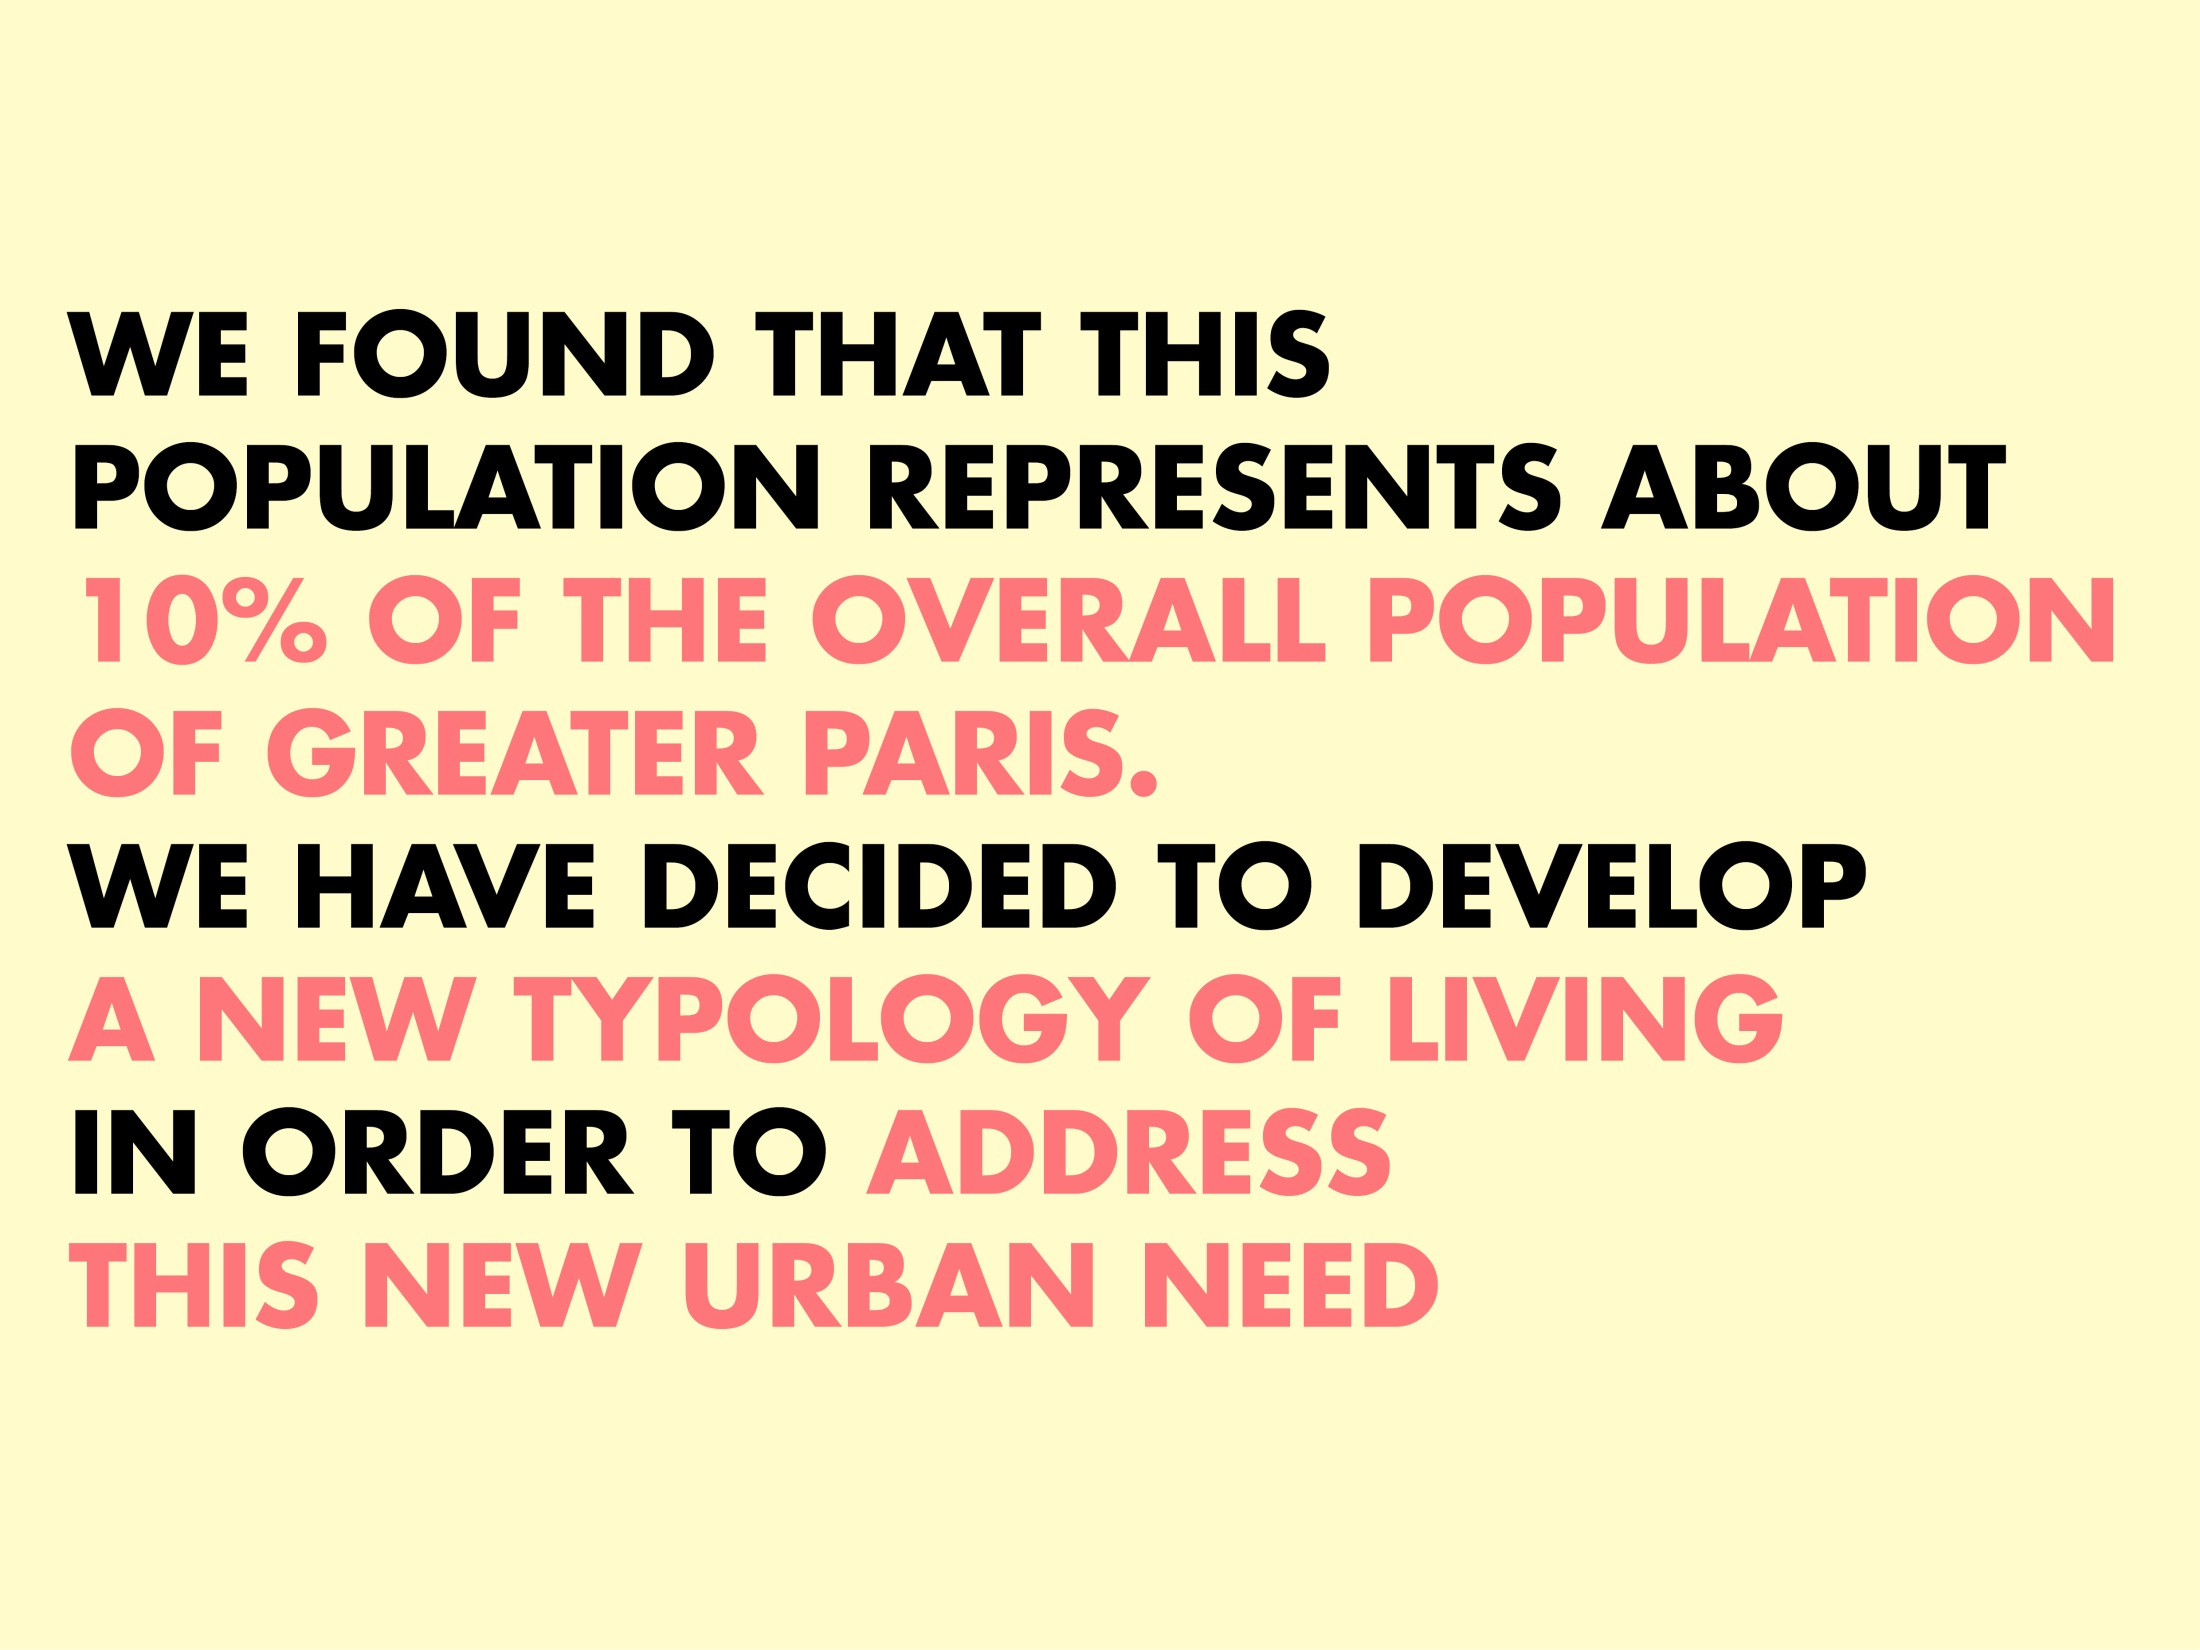 WE FOUND THAT THIS
POPULATION REPRESENTS ABOUT
10% OF THE OVERALL POPULATION
OF GREATER PARIS.
WE HAVE DECIDED TO DEVELOP
A NEW TYPOLOGY OF LIVING
IN ORDER TO ADDRESS
THIS NEW URBAN NEED